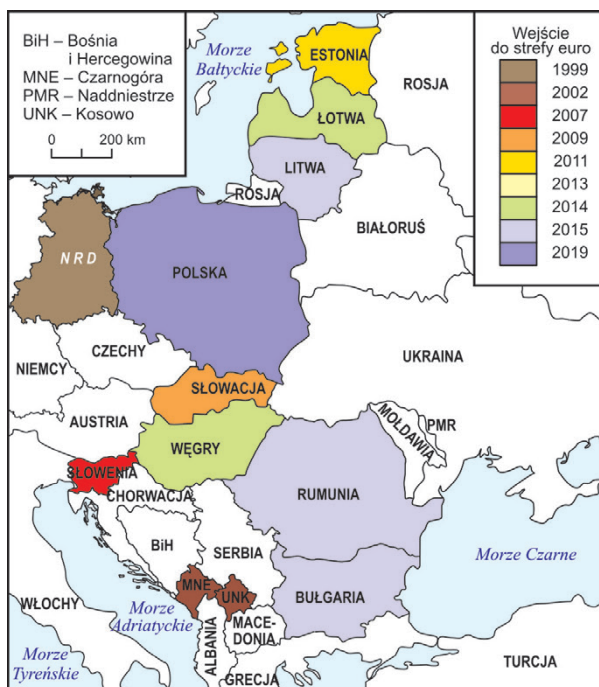 BiH – Bośnia
i Hercegowina
MNE – Czarnogóra
PMR – Naddniestrze
UNK – Kosowo
0 200 km
Morze
Bałtyckie
ESTONIA
ROSJA
Wejście
do strefy euro
1999
2002
2007
2009
2011
2013
2014
2015
2019
ŁOTWA
LITWA
ROSJA
BIAŁORUŚ
NRD
POLSKA
CZECHY
NIEMCY
UKRAINA
SŁOWACJA
AUSTRIA
MOŁDAWIA
PMR
WĘGRY
SŁOWENIA
CHORWACJA
RUMUNIA
BiH
SERBIA
Morze Czarne
MNE
UNK
BUŁGARIA
WŁOCHY
Morze
Adriatyckie
ALBANIA
MACE-
DONIA
Morze
Tyreńskie
GRECJA
TURCJA